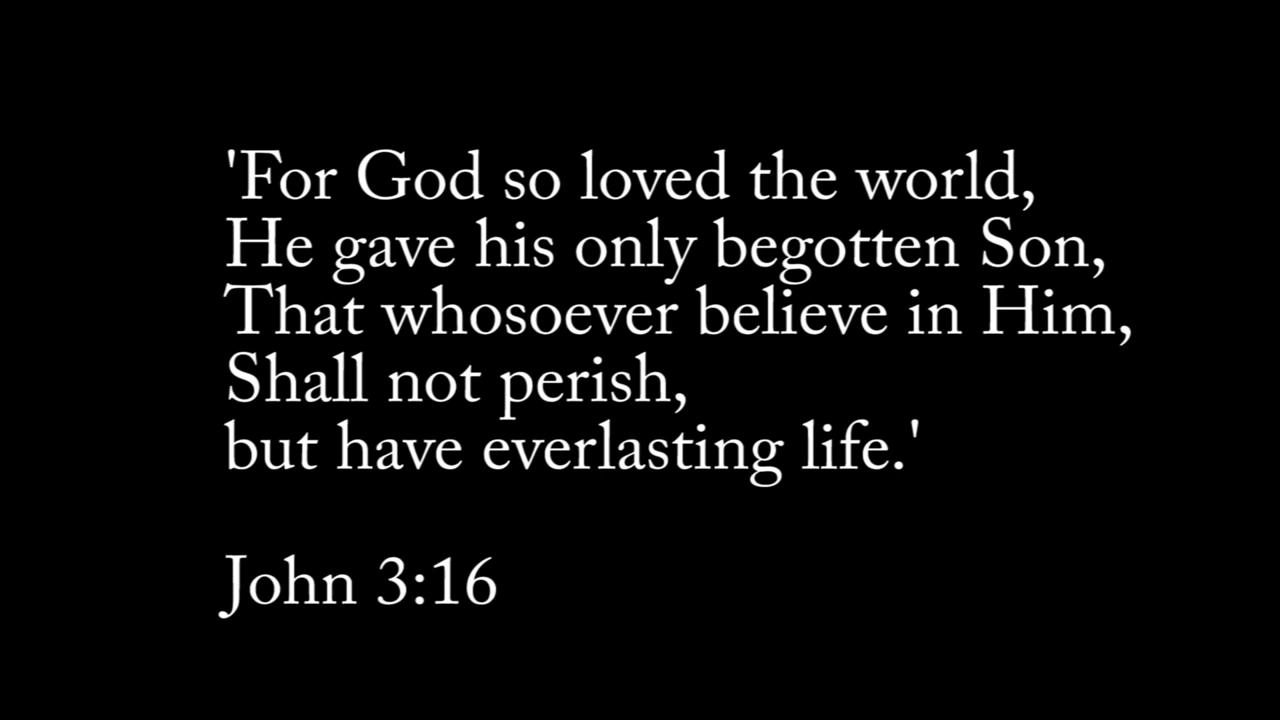 'For God so loved the world,
He gave his only begotten Son,
That whosoever believe in Him,
Shall not perish,
but have everlasting life.'
John 3:16